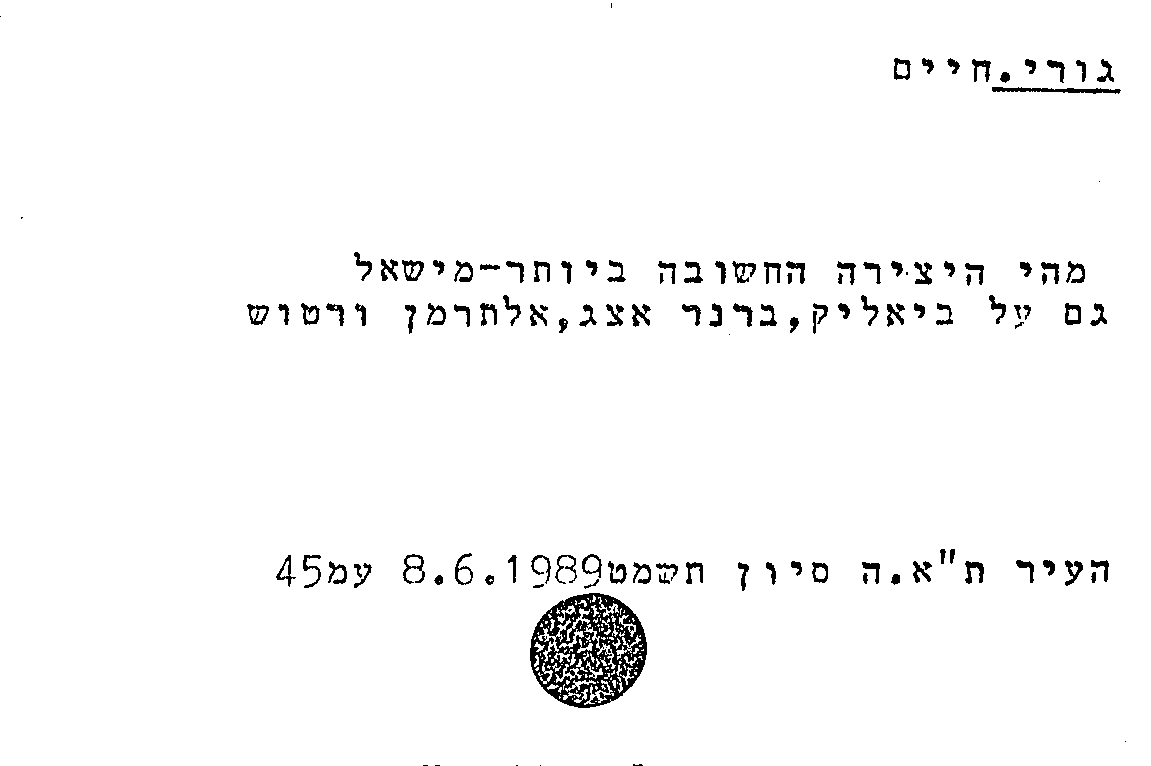 גורי.חיים
מהי היצירה החשובה ביותר-מישאל
גם על ביאליק,ברנר אצג,אלתרמן ורטוש
העיר ת"א.ה סיון תשמט8.6.1989 עמ45